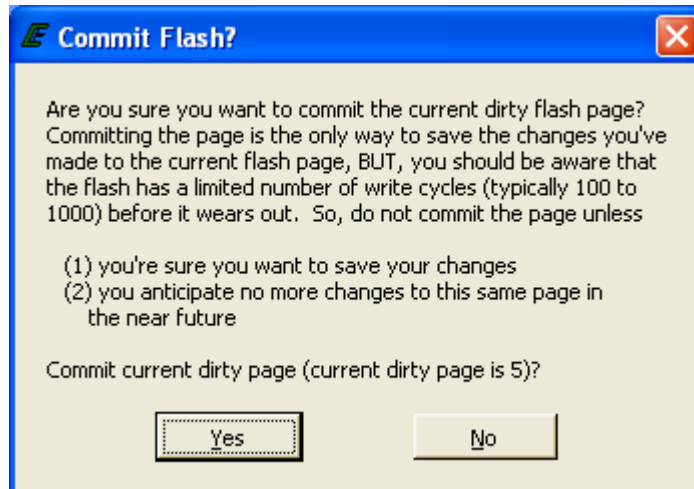 Commit Flash?
Are you sure you want to commit the current dirty flash page?
Committing the page is the only way to save the changes you've
made to the current flash page, BUT, you should be aware that
the flash has a limited number of write cycles (typically 100 to
1000) before it wears out.  So, do not commit the page unless
(1) you're sure you want to save your changes
(2) you anticipate no more changes to this same page in
the near future
Commit current dirty page (current dirty page is 5)?
Yes
No